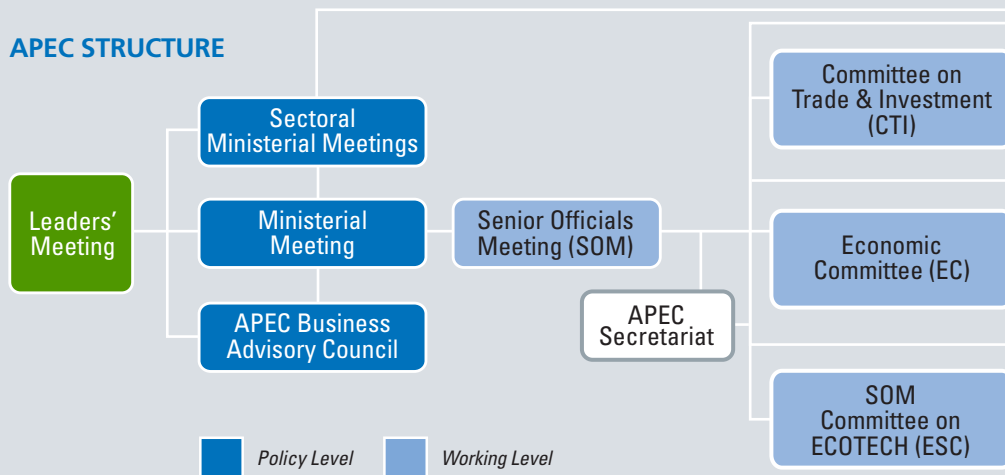 APEC STRUCTURE
Leaders’
Meeting
Sectoral
Ministerial Meetings
Ministerial
Meeting
APEC Business
Advisory Council
Senior Officials
Meeting (SOM)
APEC
Secretariat
Committee on
Trade & Investment
(CTI)
Economic
Committee (EC)
SOM
Committee on
ECOTECH (ESC)
Policy Level
Working Level